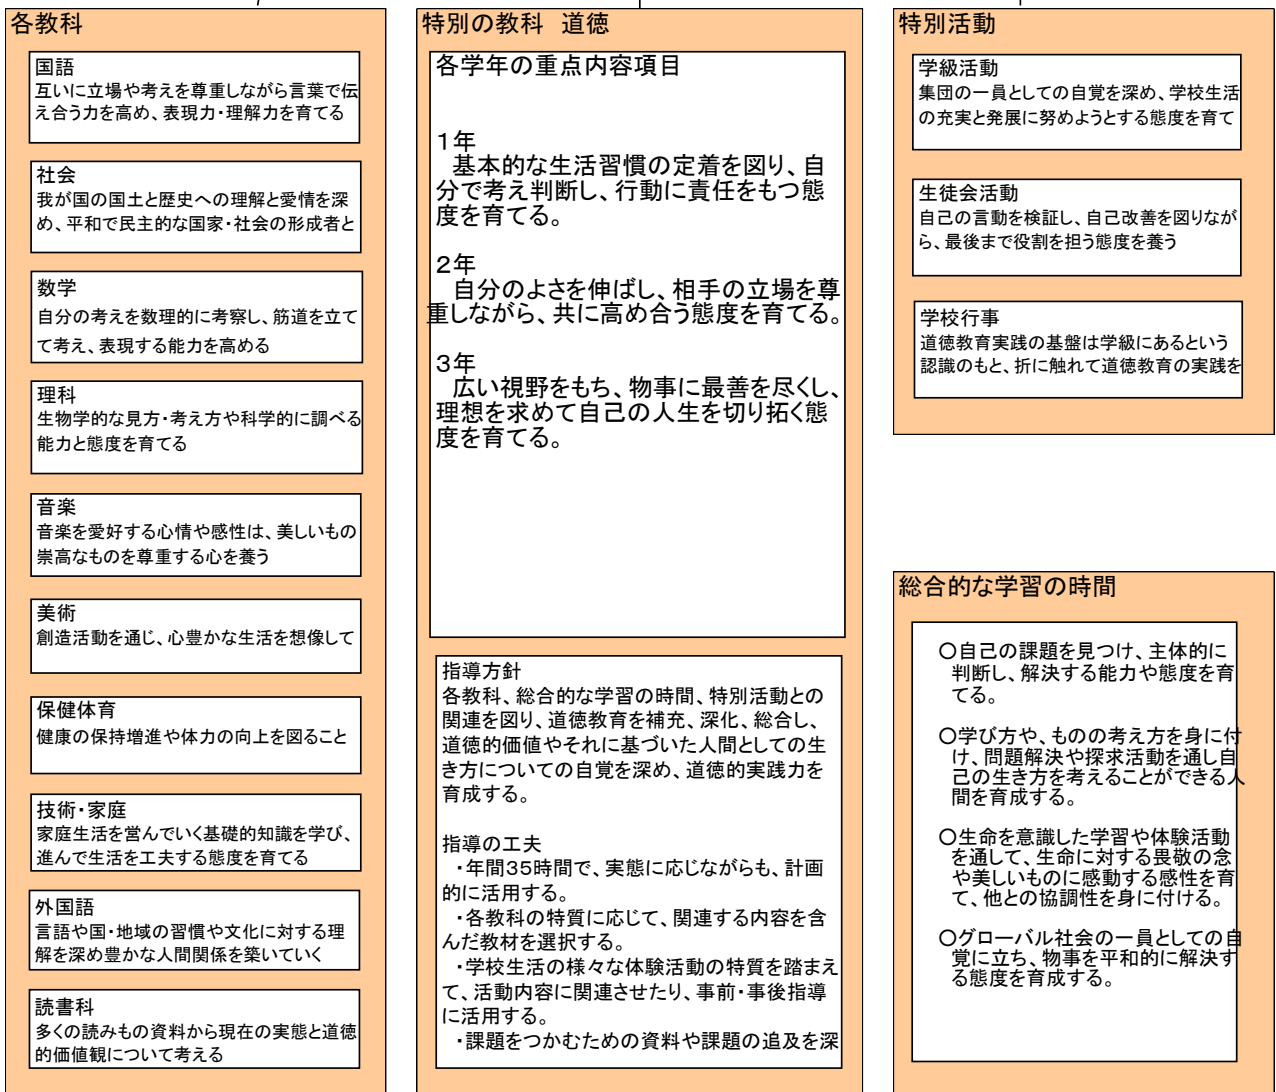 各教科
国語
互いに立場や考えを尊重しながら言葉で伝
え合う力を高め、表現力・理解力を育てる
社会
我が国の国土と歴史への理解と愛情を深
め、平和で民主的な国家・社会の形成者と
数学
自分の考えを数理的に考察し、筋道を立て
て考え、表現する能力を高める
理科
生物学的な見方・考え方や科学的に調べる
能力と態度を育てる
音楽
音楽を愛好する心情や感性は、美しいもの
崇高なものを尊重する心を養う
美術
創造活動を通じ、心豊かな生活を想像して
保健体育
健康の保持増進や体力の向上を図ること
技術・家庭
家庭生活を営んでいく基礎的知識を学び、
進んで生活を工夫する態度を育てる
外国語
言語や国・地域の習慣や文化に対する理
解を深め豊かな人間関係を築いていく
読書科
多くの読みもの資料から現在の実態と道徳
的価値観について考える
特別の教科　道徳
各学年の重点内容項目
１年
基本的な生活習慣の定着を図り、自
分で考え判断し、行動に責任をもつ態
度を育てる。
２年
自分のよさを伸ばし、相手の立場を尊
重しながら、共に高め合う態度を育てる。
３年
広い視野をもち、物事に最善を尽くし、
理想を求めて自己の人生を切り拓く態
度を育てる。
指導方針
各教科、総合的な学習の時間、特別活動との
関連を図り、道徳教育を補充、深化、総合し、
道徳的価値やそれに基づいた人間としての生
き方についての自覚を深め、道徳的実践力を
育成する。
指導の工夫
・年間35時間で、実態に応じながらも、計画
的に活用する。
・各教科の特質に応じて、関連する内容を含
んだ教材を選択する。
・学校生活の様々な体験活動の特質を踏まえ
て、活動内容に関連させたり、事前・事後指導
に活用する。
・課題をつかむための資料や課題の追及を深
特別活動
学級活動
集団の一員としての自覚を深め、学校生活
の充実と発展に努めようとする態度を育て
生徒会活動
自己の言動を検証し、自己改善を図りなが
ら、最後まで役割を担う態度を養う
学校行事
道徳教育実践の基盤は学級にあるという
認識のもと、折に触れて道徳教育の実践を
総合的な学習の時間
○自己の課題を見つけ、主体的に
判断し、解決する能力や態度を育
てる。
○学び方や、ものの考え方を身に付
け、問題解決や探求活動を通し自
己の生き方を考えることができる人
間を育成する。
○生命を意識した学習や体験活動
を通して、生命に対する畏敬の念
や美しいものに感動する感性を育
て、他との協調性を身に付ける。
○グローバル社会の一員としての自
覚に立ち、物事を平和的に解決す
る態度を育成する。